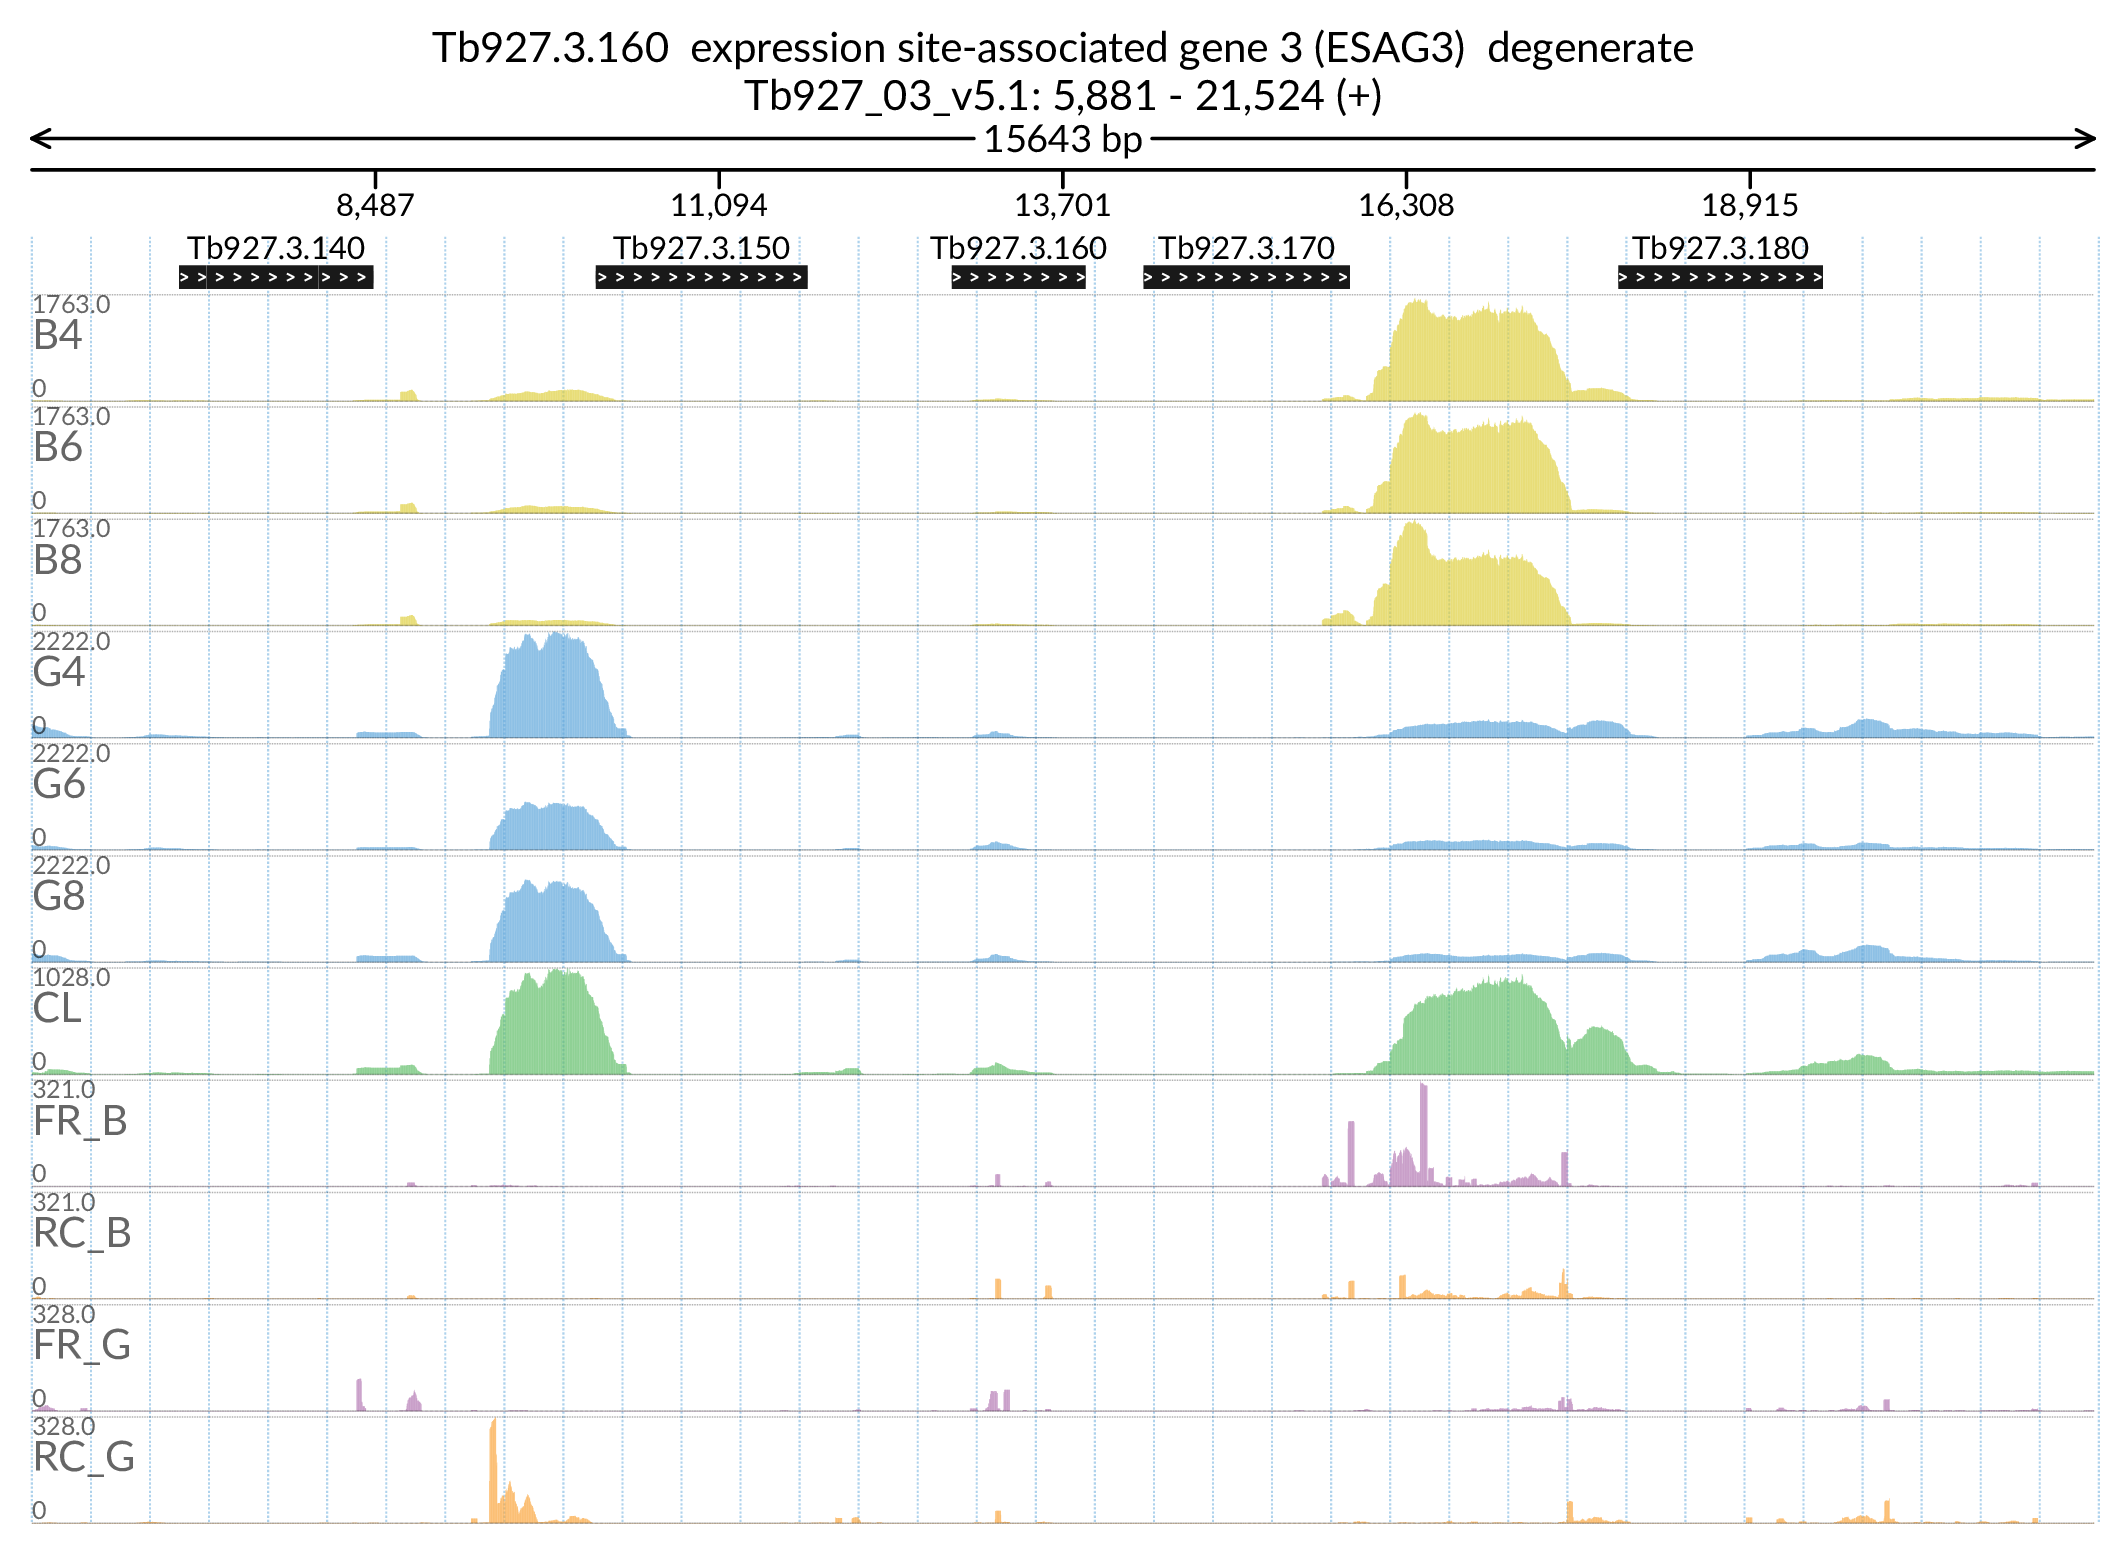 Tb927.3.160  expression site-associated gene 3 (ESAG3)  degenerate
Tb927_03_v5.1: 5,881 - 21,524 (+)
15643 bp
8,487 11,094 13,701 16,308 18,915
Tb927.3.140 Tb927.3.150 Tb927.3.160 Tb927.3.170 Tb927.3.180
1763.0
B4
0
1763.0
B6
0
1763.0
B8
0
2222.0
G4
0
2222.0
G6
0
2222.0
G8
0
1028.0
CL
0
321.0
FR_B
0
321.0
RC_B
0
328.0
FR_G
0
328.0
RC_G
0